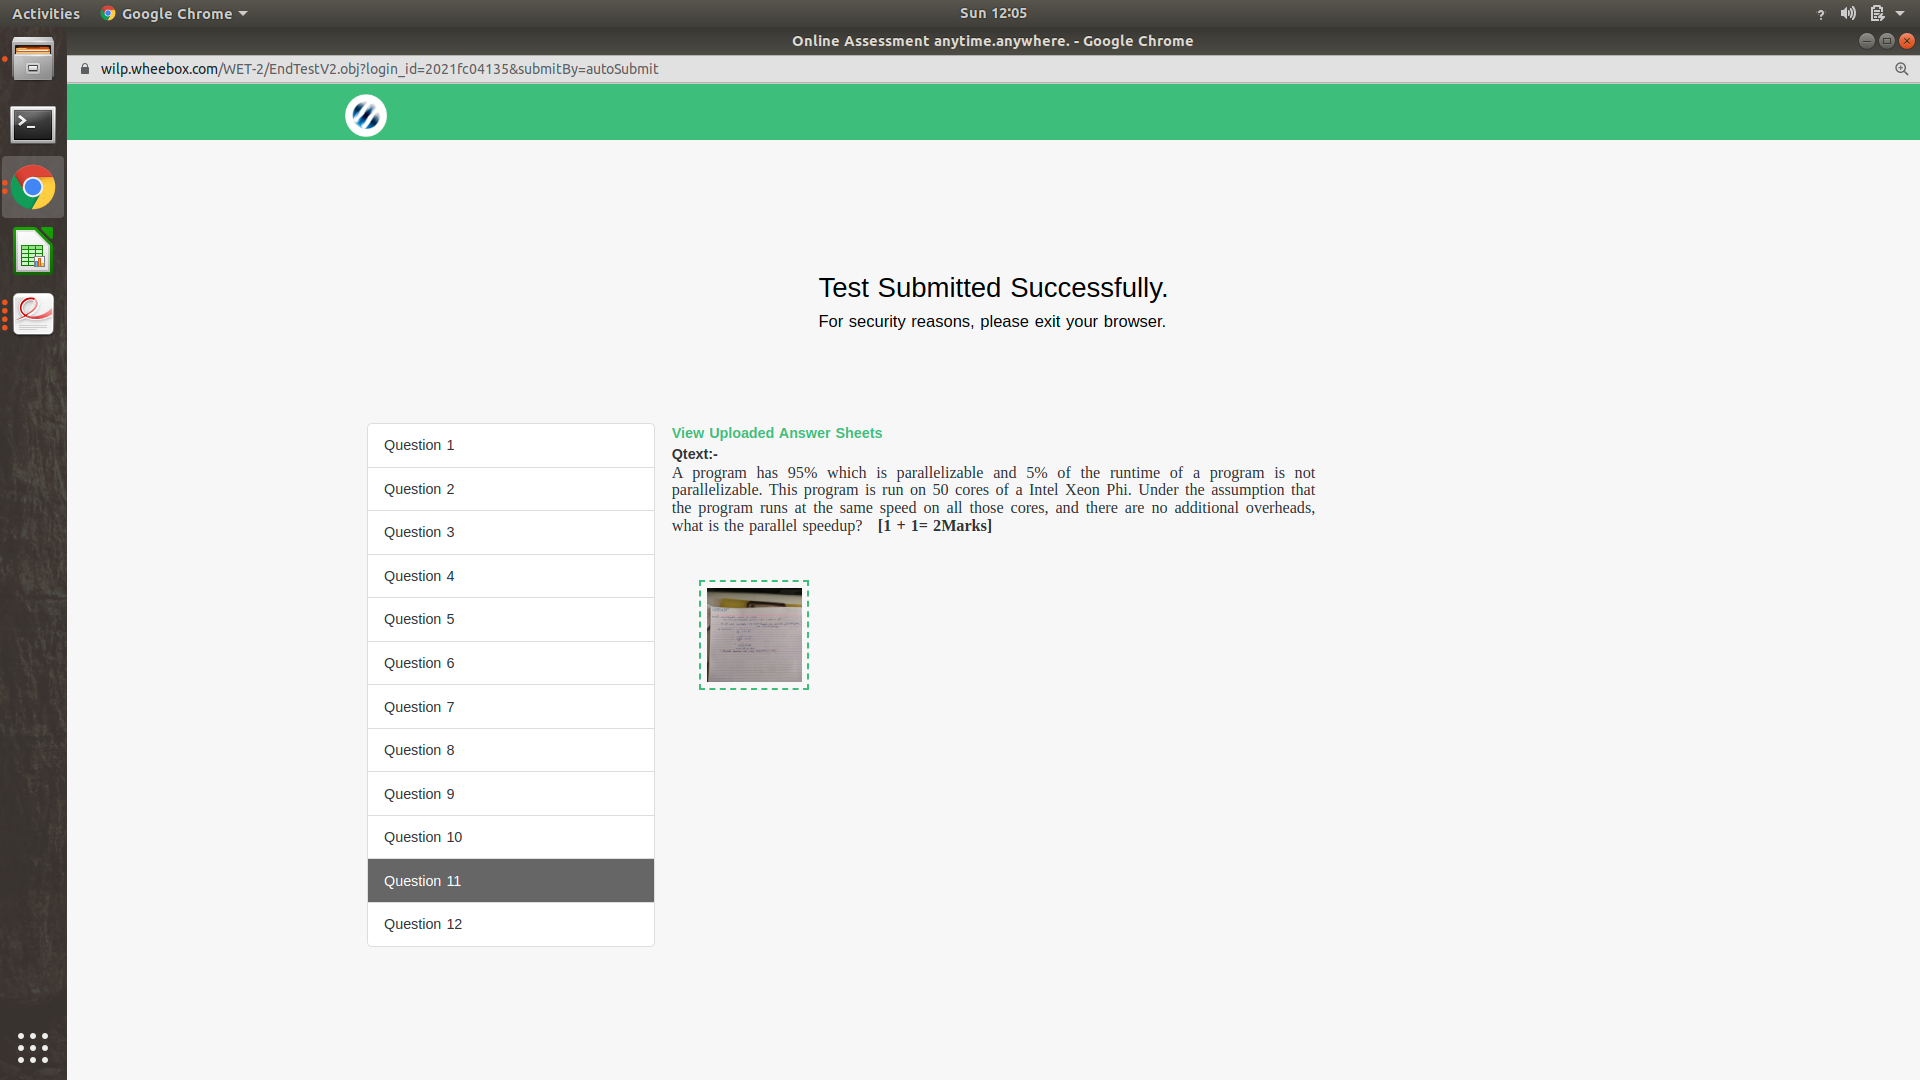 Activities
Google Chrome
Sun 12:05
?
Online Assessment anytime.anywhere. - Google Chrome
wilp.wheebox.com/WET-2/EndTestV2.obj?login_id=2021fc04135&submitBy=autoSubmit
Test Submitted Successfully.
For security reasons, please exit your browser.
Question 1
Question 2
Question 3
Question 4
Question 5
Question 6
Question 7
Question 8
Question 9
Question 10
Question 11
Question 12
View Uploaded Answer Sheets
Qtext:-
A program has 95% which is parallelizable and 5% of the runtime of a program is not
parallelizable. This program is run on 50 cores of a Intel Xeon Phi. Under the assumption that
the program runs at the same speed on all those cores, and there are no additional overheads,
what is the parallel speedup? [1 + 1= 2Marks]